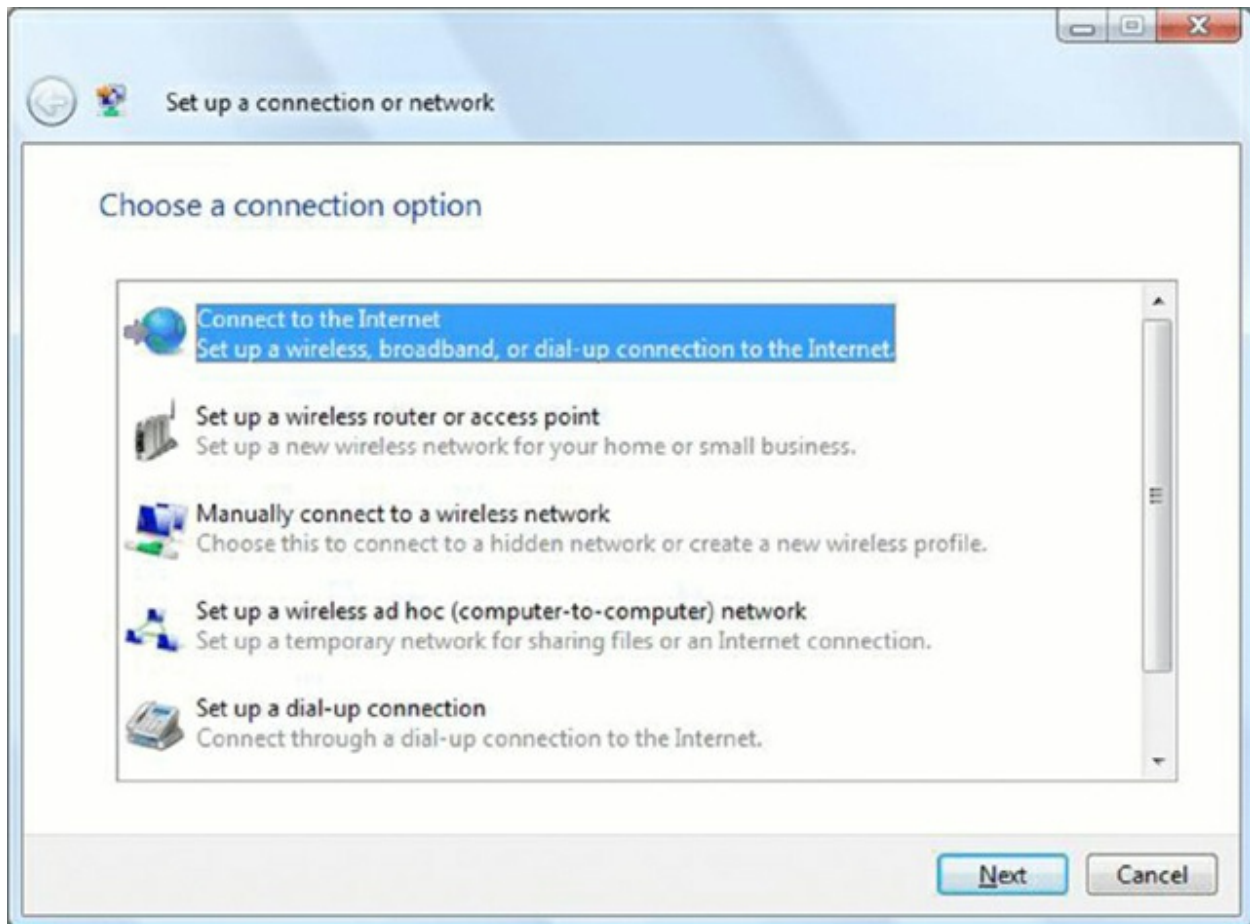 Set up a connection or network
Choose a connection option
Connect to the Internet
Set up a wireless, broadband, or dial-up connection to the Internet.
Set up a wireless router or access point
Set up a new wireless network for your home or small business.
Manually connect to a wireless network
Choose this to connect to a hidden network or create a new wireless profile.
Set up a wireless ad hoc (computer-to-computer) network
Set up a temporary network for sharing files or an Internet connection.
Set up a dial-up connection
Connect through a dial-up connection to the Internet.
Next
Cancel